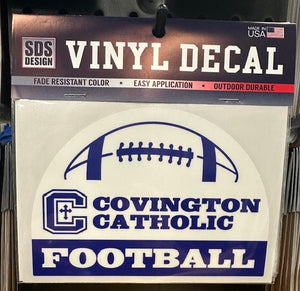 SDS
DESIGN
VINYL DECAL
MADE IN
USA
FADE RESISTANT COLOR • EASY APPLICATION • OUTDOOR DURABLE
C
COVINGTON
CATHOLIC
FOOTBALL